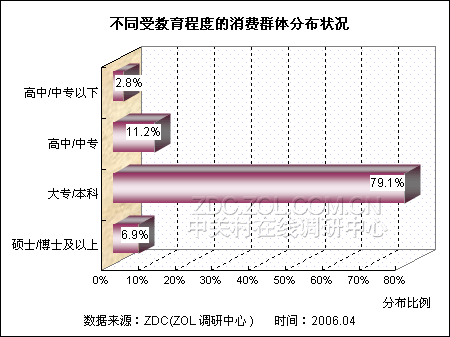 不同受教育程度的消费群体分布状况
高中/中专以下
2.8%
高中/中专
11.2%
大专/本科
79.1%
硕士/博士及以上
6.9%
ZDC.ZOL.COM.CN
中关村在线调研中心
0% 10% 20% 30% 40% 50% 60% 70% 80%
分布比例
数据来源：ZDC(ZOL调研中心) 时间：2006.04